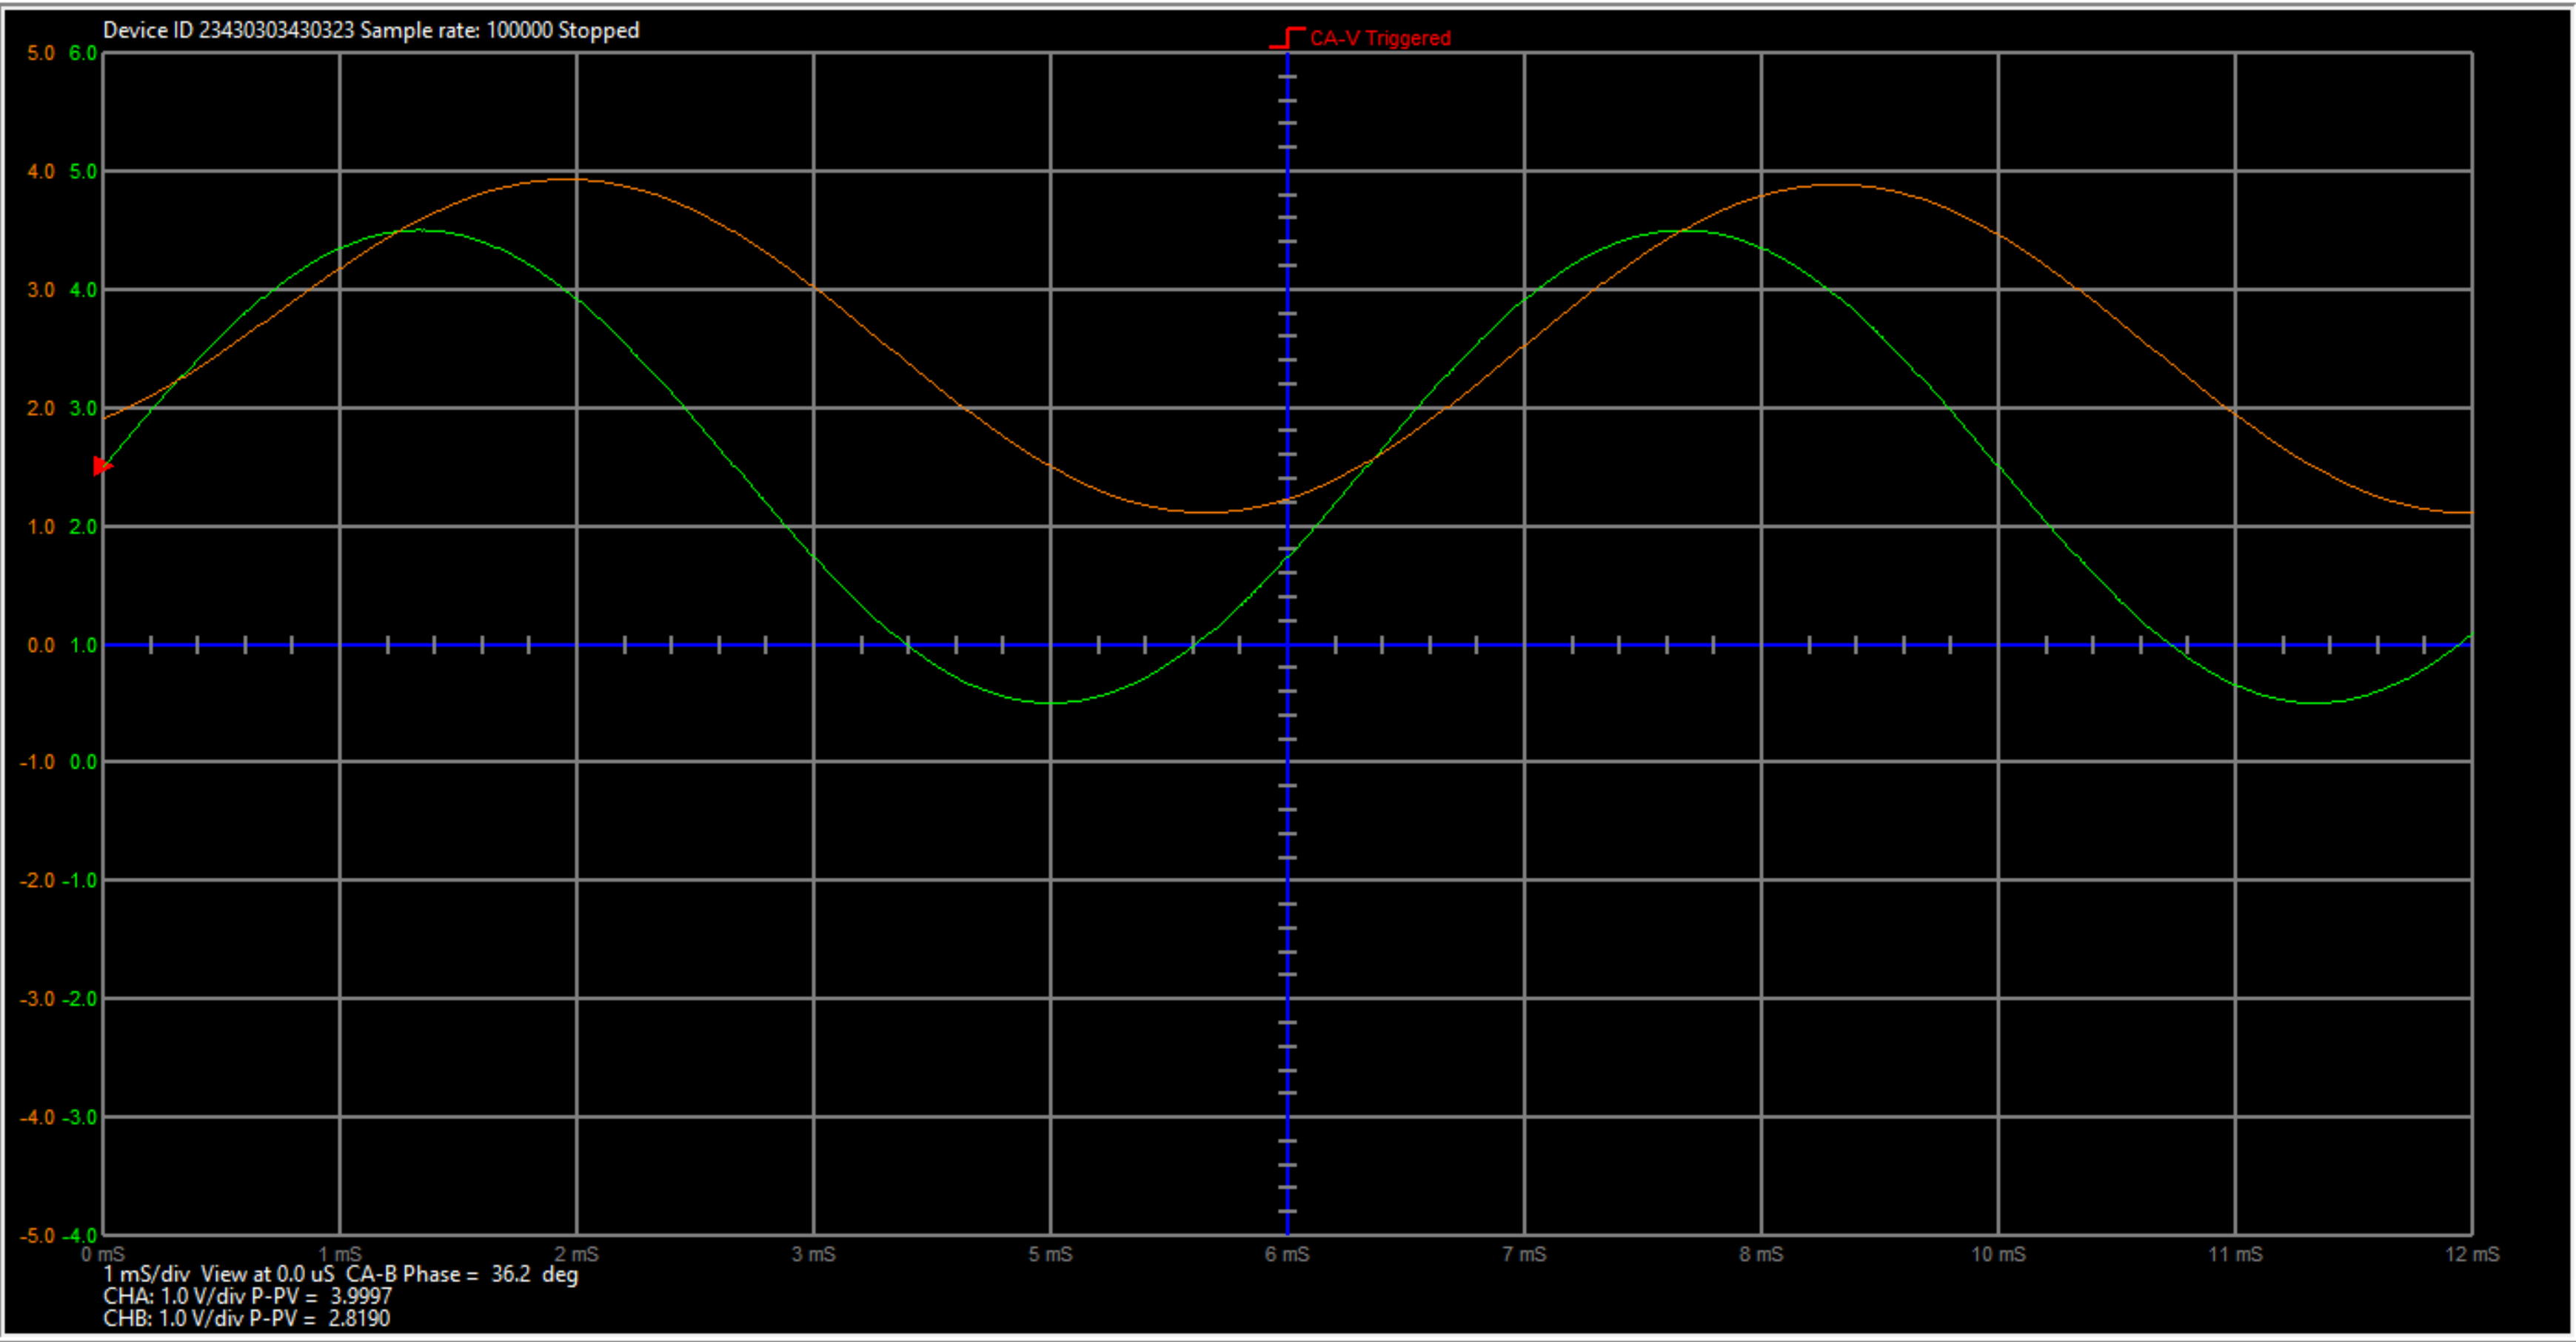 Device ID 23430303430323 Sample rate: 100000 Stopped
CA-V Triggered
5.0 6.0
4.0 5.0
3.0 4.0
2.0 3.0
1.0 2.0
0.0 1.0
-1.0 0.0
-2.0 -1.0
-3.0 -2.0
-4.0 -3.0
-5.0 -4.0
0 mS 1 mS 2 mS 3 mS 5 mS 6 mS 7 mS 8 mS 10 mS 11 mS 12 mS
1 mS/div View at 0.0 uS CA-B Phase = 36.2 deg
CHA: 1.0 V/div P-PV = 3.9997
CHB: 1.0 V/div P-PV = 2.8190